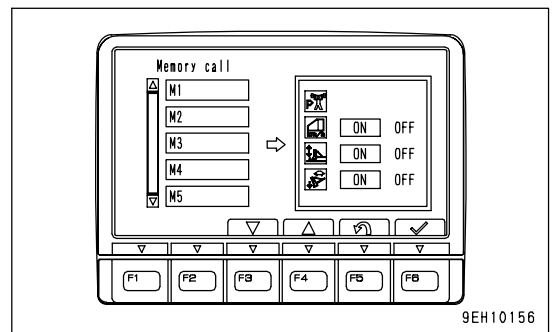 Memory call
M1
M2
M3
M4
M5
P
ON OFF
ON OFF
ON OFF
F1 F2 F3 F4 F5 F6
9EH10156